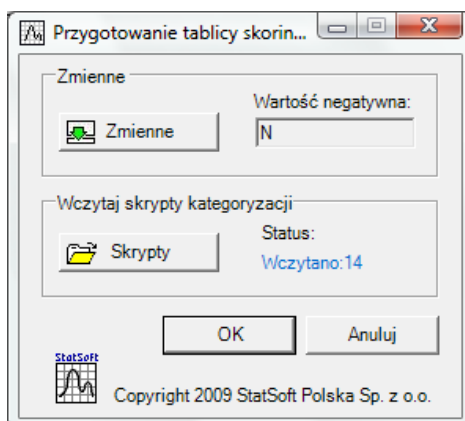 Przygotowanie tablicy skorin...
Zmienne
Zmienne
Wartość negatywna:
N
Wczytaj skrypty kategoryzacji
Skrypty
Status:
Wczytano:14
OK
Anuluj
StatSoft
Copyright 2009 StatSoft Polska Sp. z o.o.